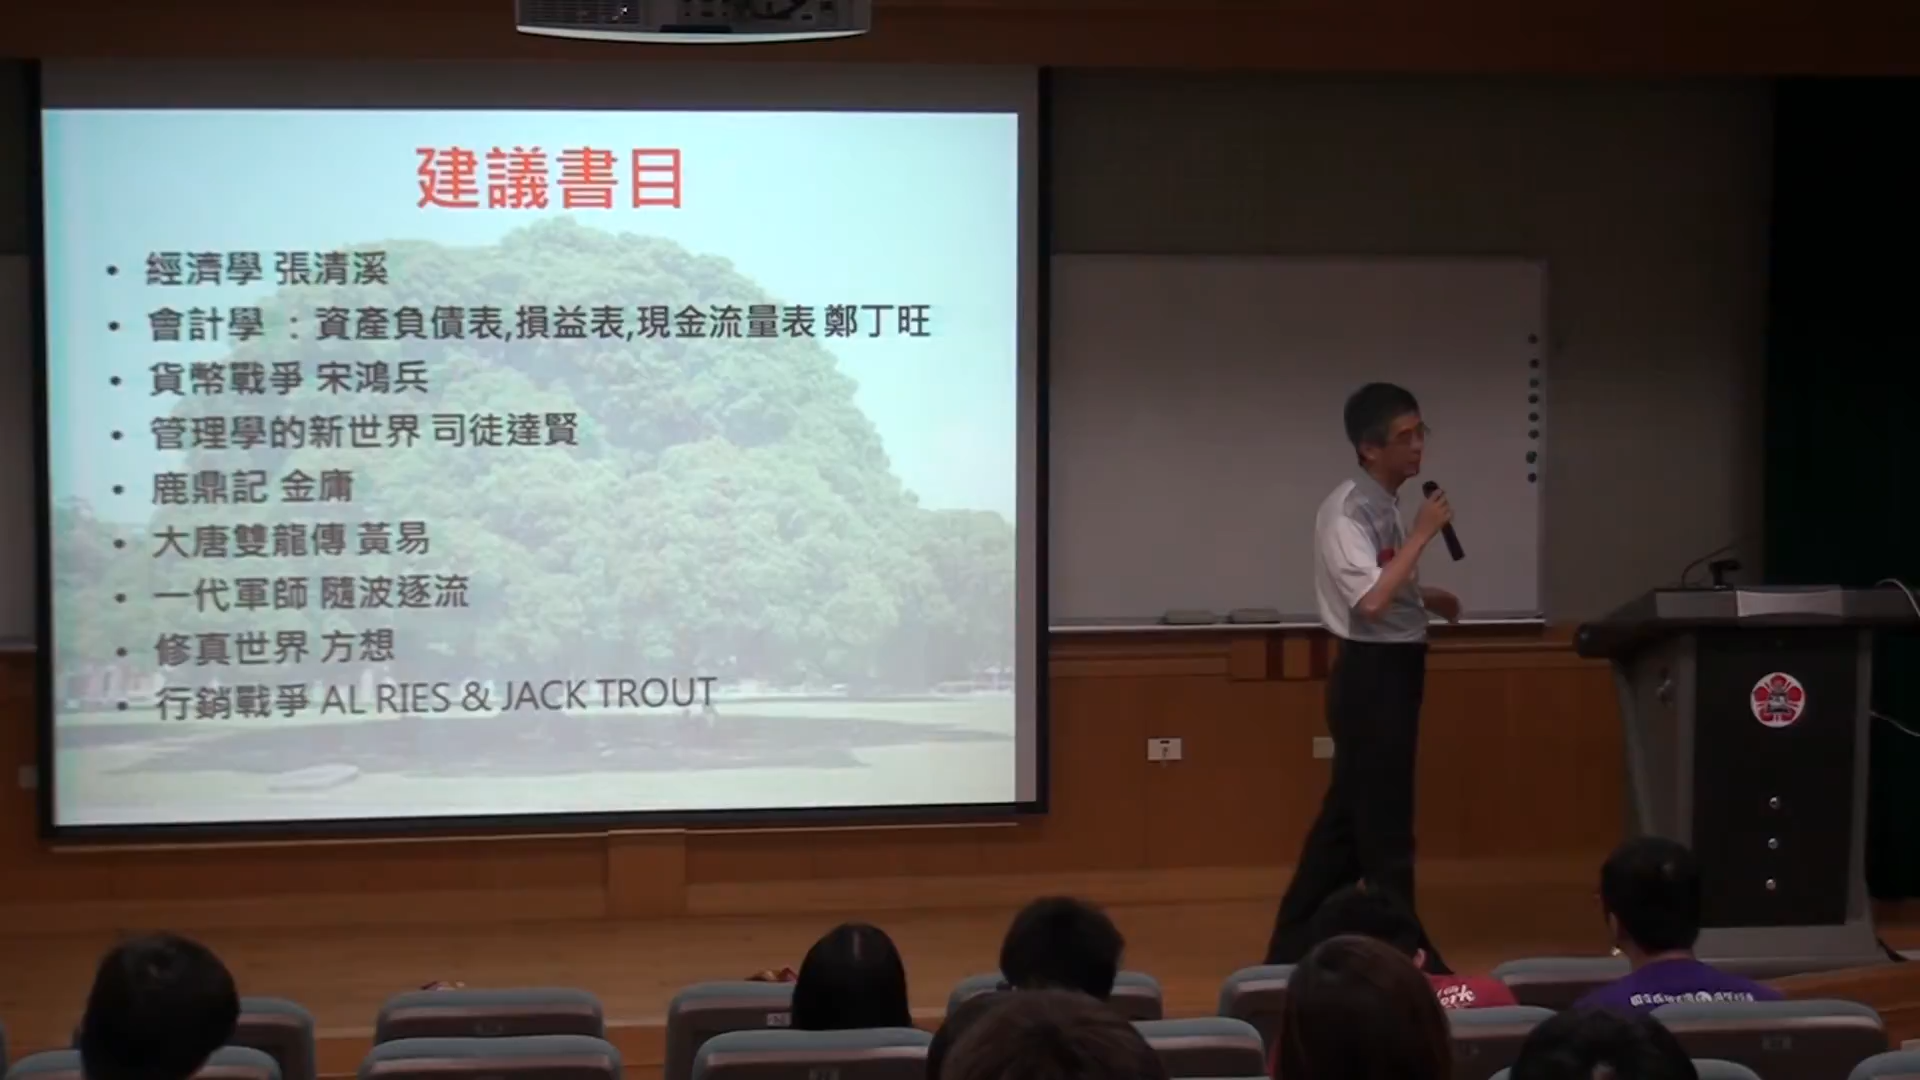 建議書目
• 經濟學 張清溪
• 會計學 ：資產負債表,損益表,現金流量表 鄭丁旺
• 貨幣戰爭 宋鴻兵
• 管理學的新世界 司徒達賢
• 鹿鼎記 金庸
• 大唐雙龍傳 黃易
• 一代軍師 隨波逐流
• 修真世界 方想
• 行銷戰爭 AL RIES & JACK TROUT